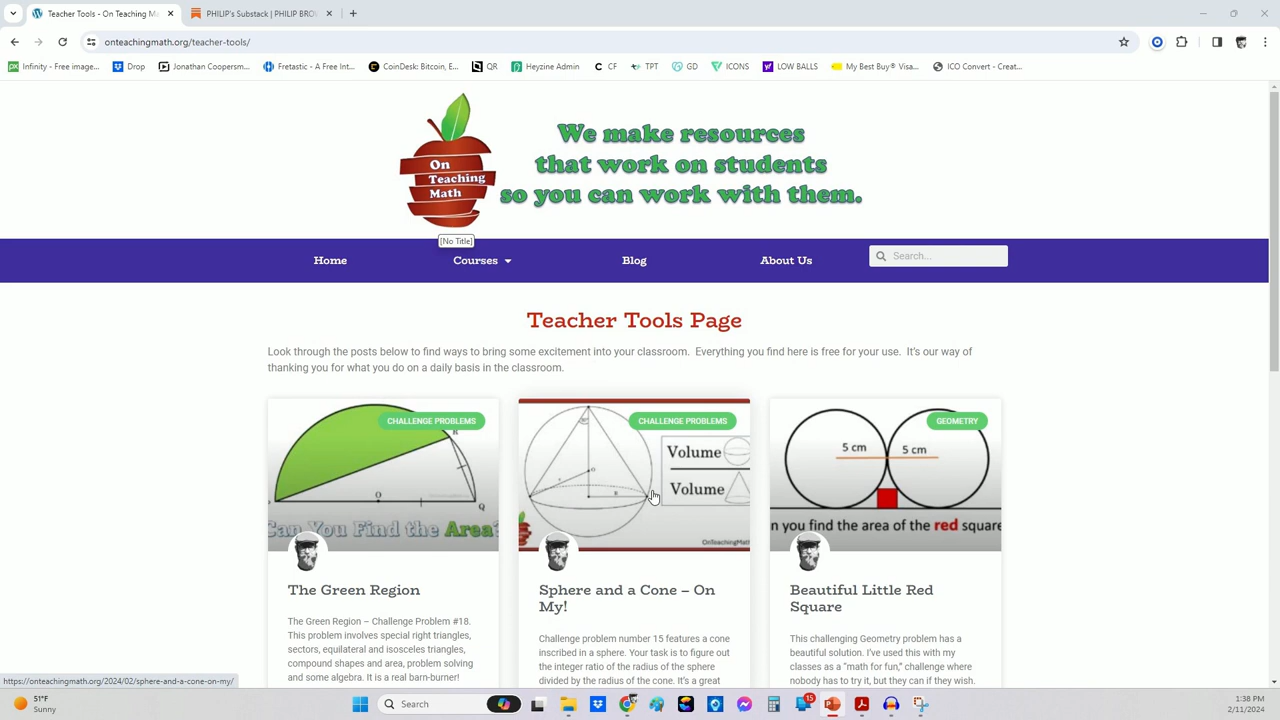 Teacher Tools - On Teaching Ma
PHILIP's Substack | PHILIP BRO
onteachingmath.org/teacher-tools/
Infinity - Free image...
Drop
Jonathan Coopersm...
Fretastic - A Free Int...
CoinDesk: Bitcoin, E...
QR
Heyzine Admin
CF
TPT
GD
ICONS
LOW BALLS
My Best Buy® Visa...
ICO Convert - Creat...
On
Teaching
Math
We make resources
that work on students
so you can work with them.
[No Title]
Home
Courses
Blog
About Us
Search...
Teacher Tools Page
Look through the posts below to find ways to bring some excitement into your classroom. Everything you find here is free for your use. It's our way of
thanking you for what you do on a daily basis in the classroom.
CHALLENGE PROBLEMS
R
O
Q
Can You Find the Area?
The Green Region
The Green Region – Challenge Problem #18.
This problem involves special right triangles,
sectors, equilateral and isosceles triangles,
compound shapes and area, problem solving
and some algebra. It is a real barn-burner!
CHALLENGE PROBLEMS
Volume
Volume
OnTeachingMat
Sphere and a Cone – On
My!
Challenge problem number 15 features a cone
inscribed in a sphere. Your task is to figure out
the integer ratio of the radius of the sphere
divided by the radius of the cone. It's a great
GEOMETRY
5 cm
5 cm
n you find the area of the red square
Beautiful Little Red
Square
This challenging Geometry problem has a
beautiful solution. I've used this with my
classes as a "math for fun," challenge where
nobody has to try it, but they can if they wish.
https://onteachingmath.org/2024/02/sphere-and-a-cone-on-my/
51°F
Sunny
Search
15
1:38 PM
2/11/2024